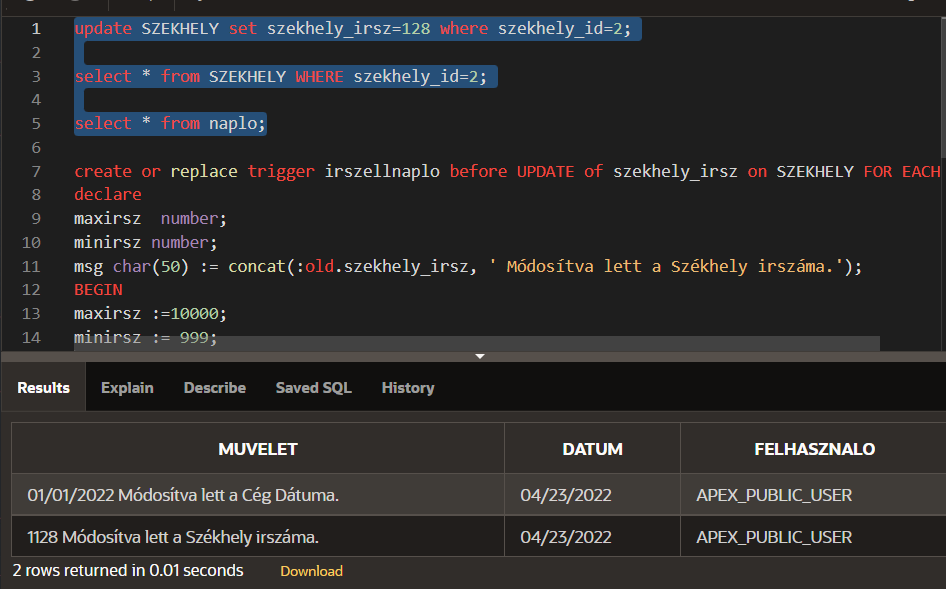 1 update SZEKHELY set szekhely_irsz=128 where szekhely_id=2;
2
3 select * from SZEKHELY WHERE szekhely_id=2;
4
5 select * from naplo;
6
7 create or replace trigger irszellnaplo before UPDATE of szekhely_irsz on SZEKHELY FOR EACH
8 declare
9 maxirsz  number;
10 minirsz number;
11 msg char(50) := concat(:old.szekhely_irsz, ' Módosítva lett a Székhely irszáma.');
12 BEGIN
13 maxirsz :=10000;
14 minirsz := 999;
Results Explain Describe Saved SQL History
MUVELET DATUM FELHASZNALO
01/01/2022 Módosítva lett a Cég Dátuma. 04/23/2022 APEX_PUBLIC_USER
1128 Módosítva lett a Székhely irszáma. 04/23/2022 APEX_PUBLIC_USER
2 rows returned in 0.01 seconds Download